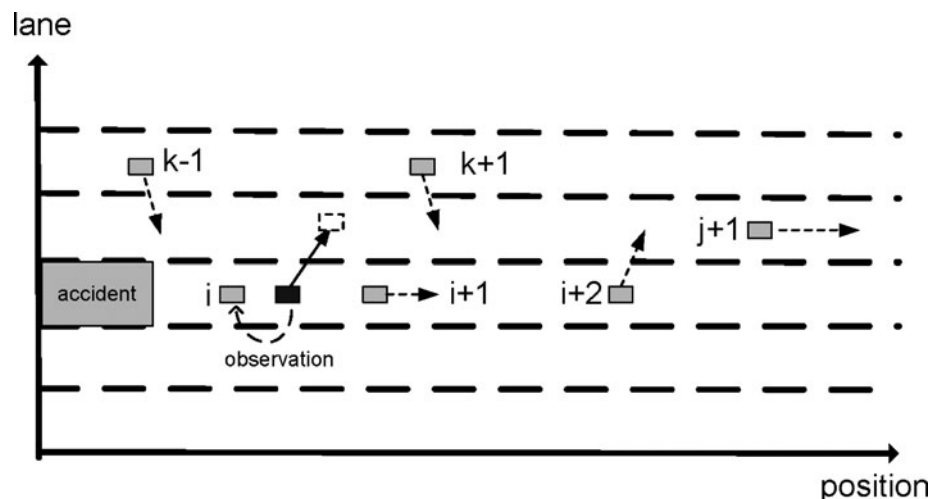 lane
k-1
k+1
j+1
accident
i
i+1
i+2
observation
position